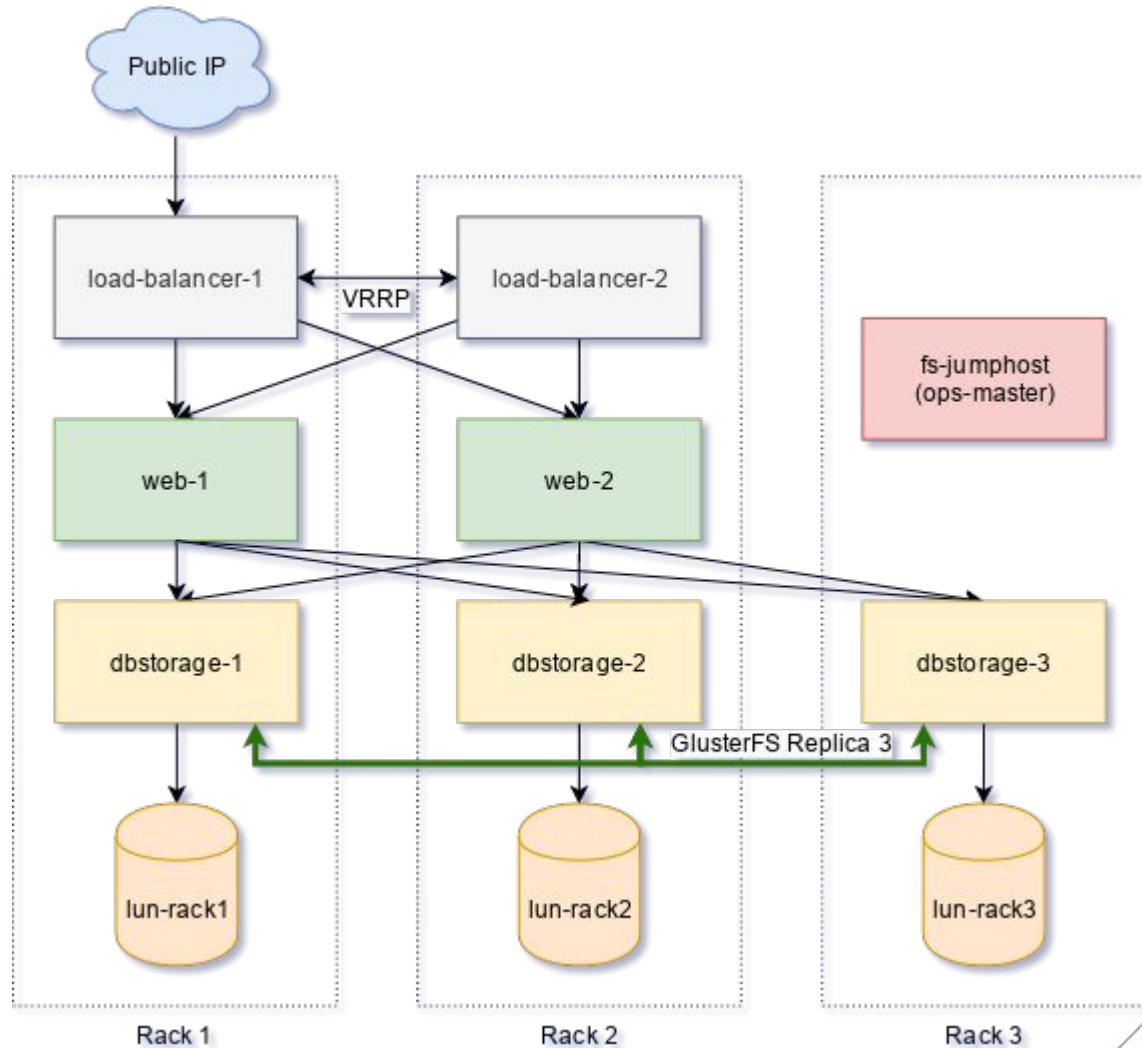 Public IP
load-balancer-1
load-balancer-2
VRRP
fs-jumphost
(ops-master)
web-1
web-2
dbstorage-1
dbstorage-2
dbstorage-3
GlusterFS Replica 3
lun-rack1
lun-rack2
lun-rack3
Rack 1
Rack 2
Rack 3